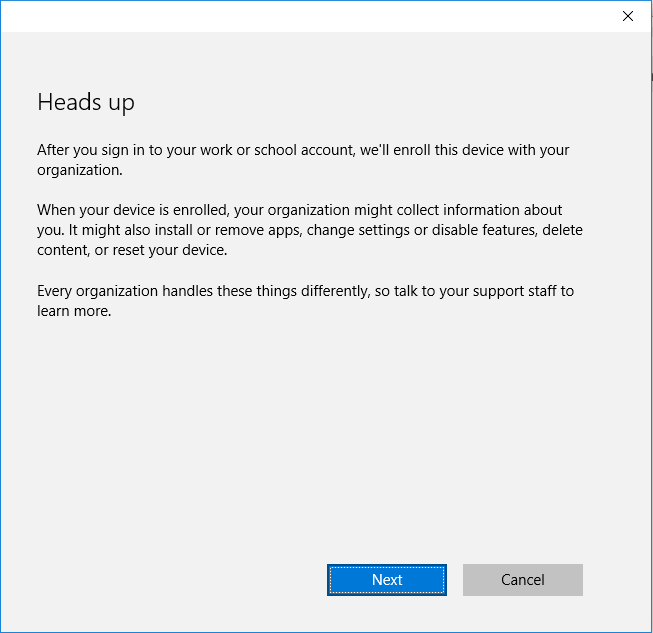 Heads up
After you sign in to your work or school account, we'll enroll this device with your
organization.
When your device is enrolled, your organization might collect information about
you. It might also install or remove apps, change settings or disable features, delete
content, or reset your device.
Every organization handles these things differently, so talk to your support staff to
learn more.
Next Cancel